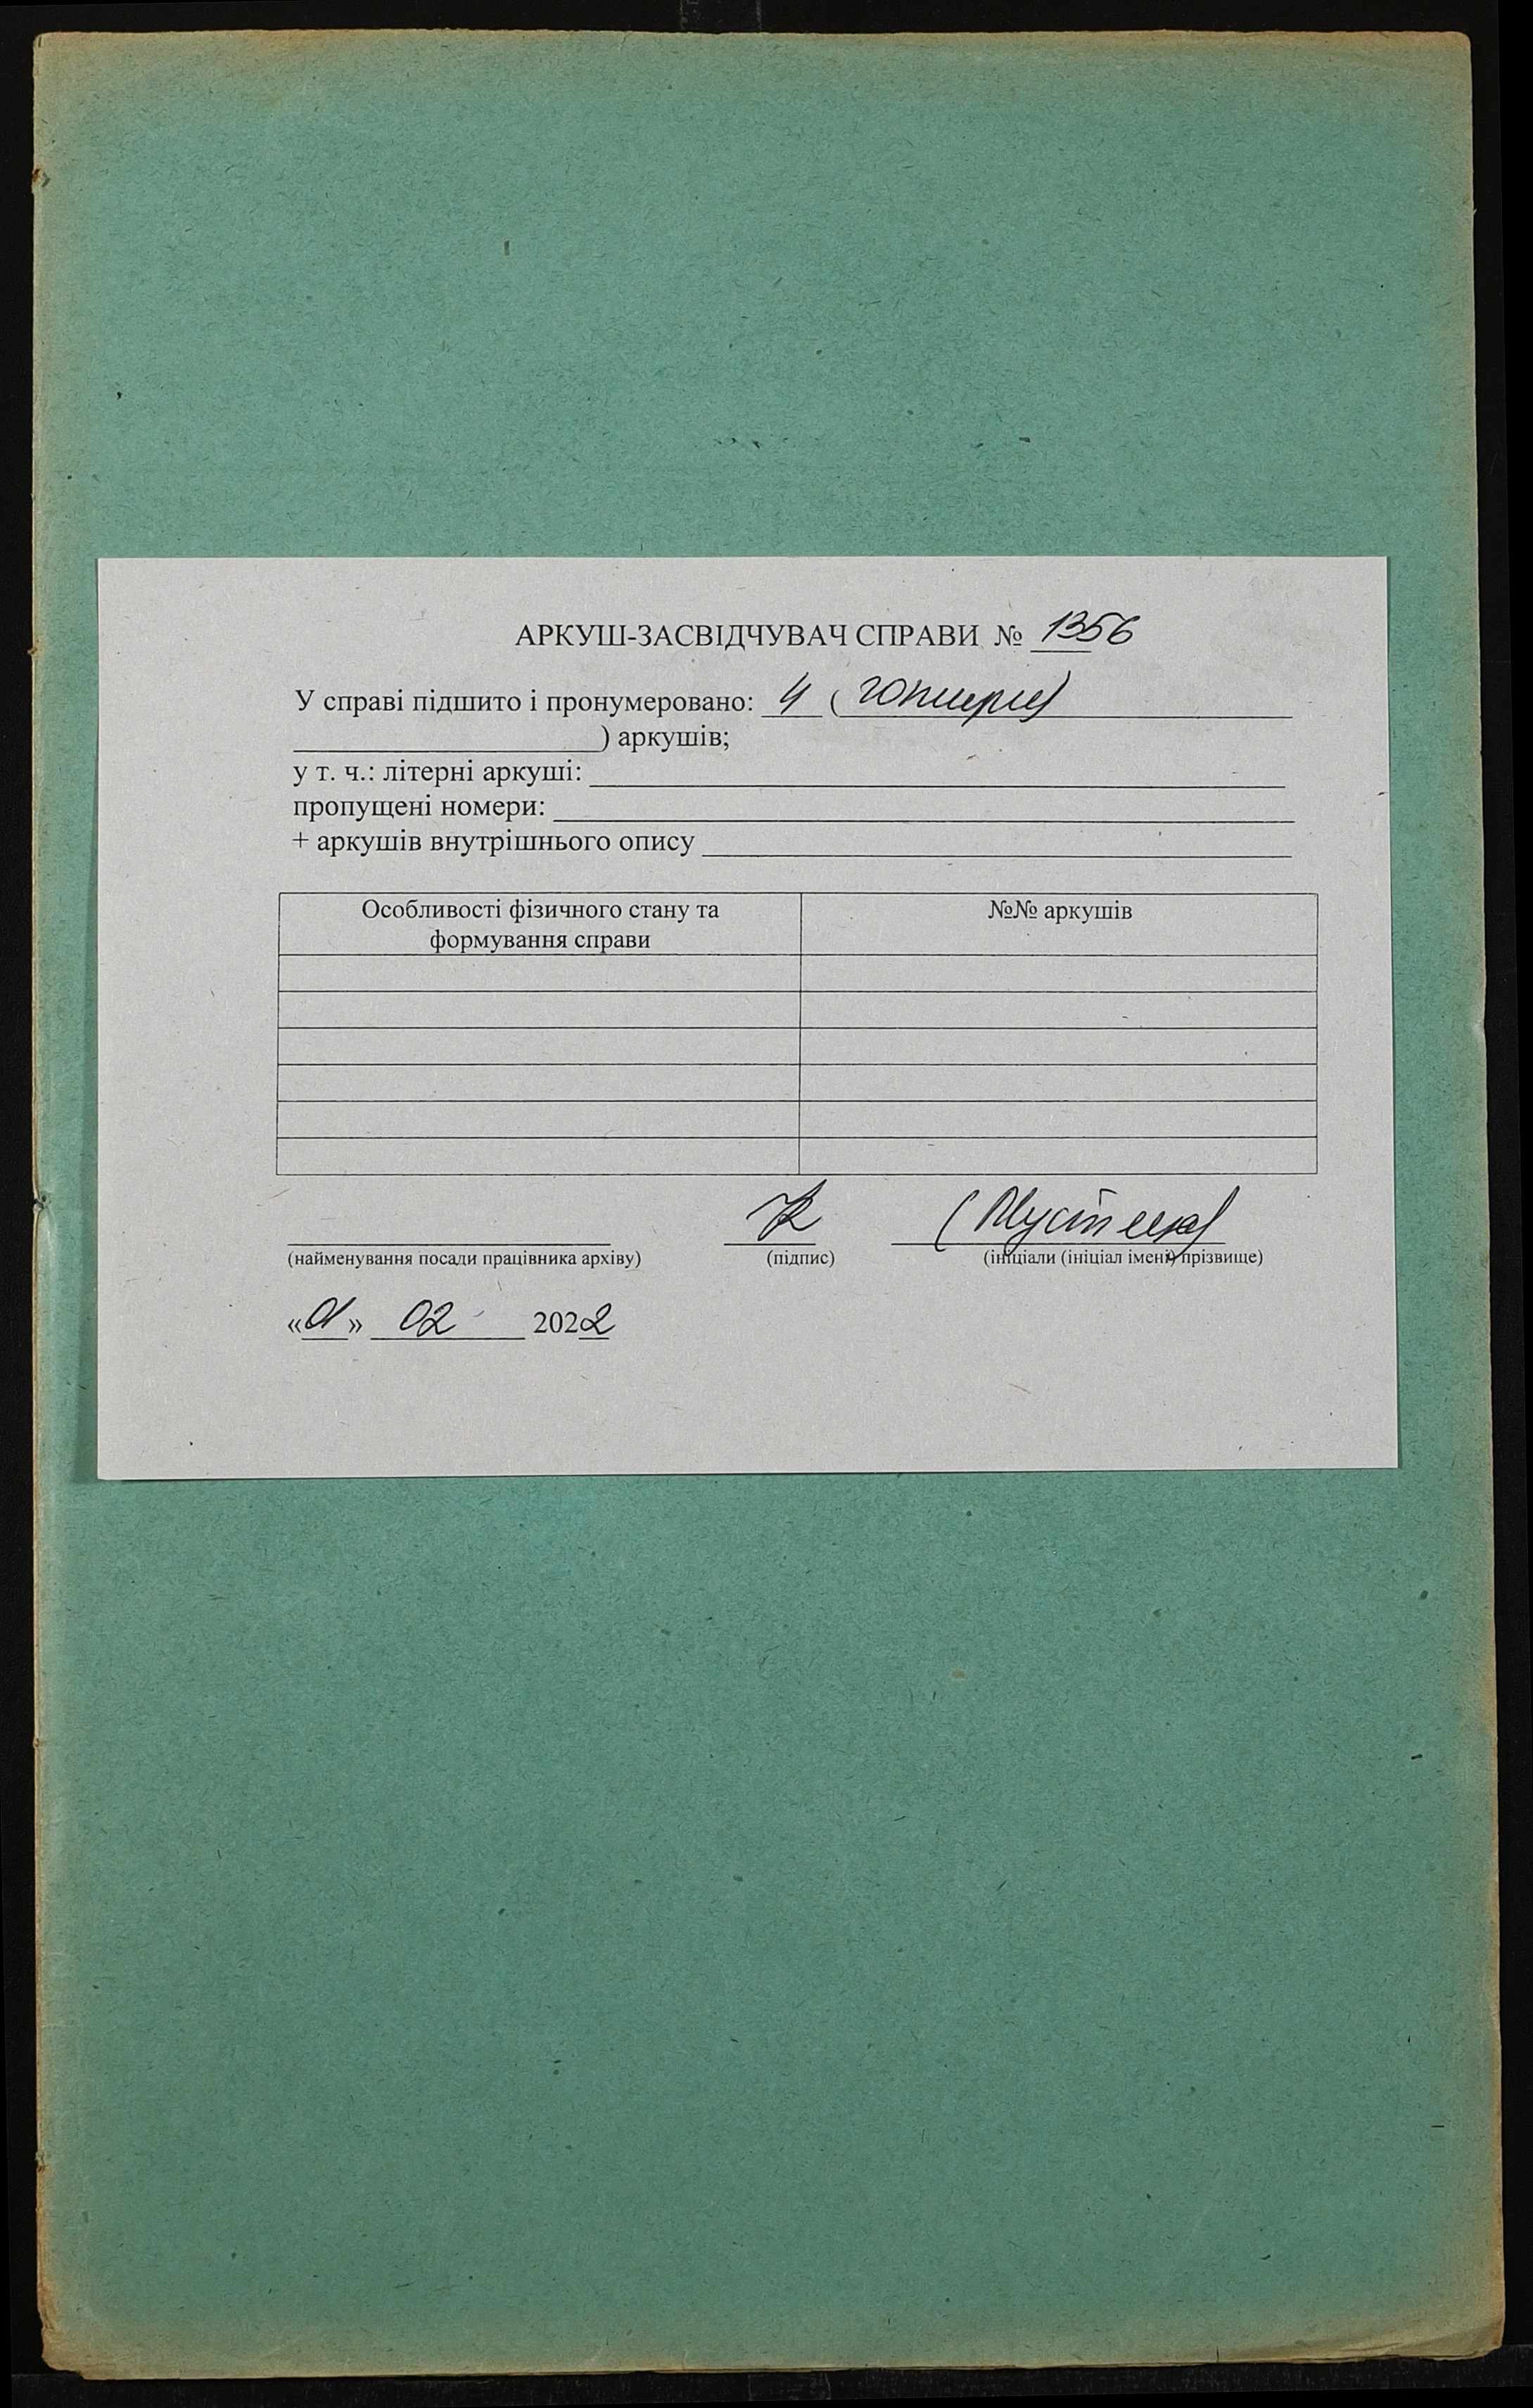 АРКУШ-ЗАСВІДЧУВАЧ СПРАВИ № 1356
У справі підшито і пронумеровано: 4 (чотири)
) аркушів;
у т. ч.: літерні аркуші:
пропущені номери:
+ аркушів внутрішнього опису
Особливості фізичного стану та формування справи
№№ аркушів
(найменування посади працівника архіву)
(підпис)
(ініціали (ініціал імені) прізвище)
«01» 02 2022